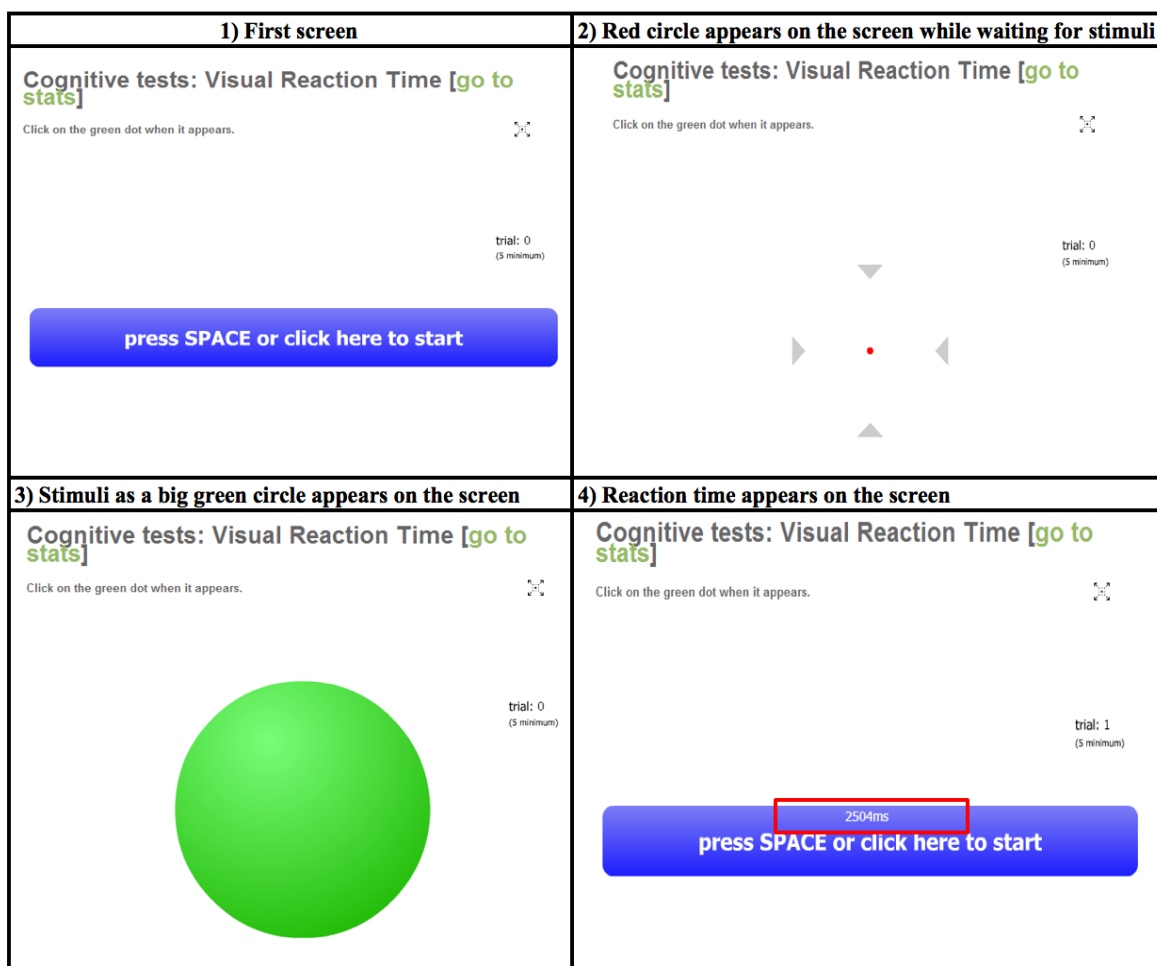 1) First screen
Cognitive tests: Visual Reaction Time [go to
stats]
Click on the green dot when it appears.
trial: 0
(5 minimum)
press SPACE or click here to start
2) Red circle appears on the screen while waiting for stimuli
Cognitive tests: Visual Reaction Time [go to
stats]
Click on the green dot when it appears.
trial: 0
(5 minimum)
3) Stimuli as a big green circle appears on the screen
Cognitive tests: Visual Reaction Time [go to
stats]
Click on the green dot when it appears.
trial: 0
(5 minimum)
4) Reaction time appears on the screen
Cognitive tests: Visual Reaction Time [go to
stats]
Click on the green dot when it appears.
trial: 1
(5 minimum)
2504ms
press SPACE or click here to start